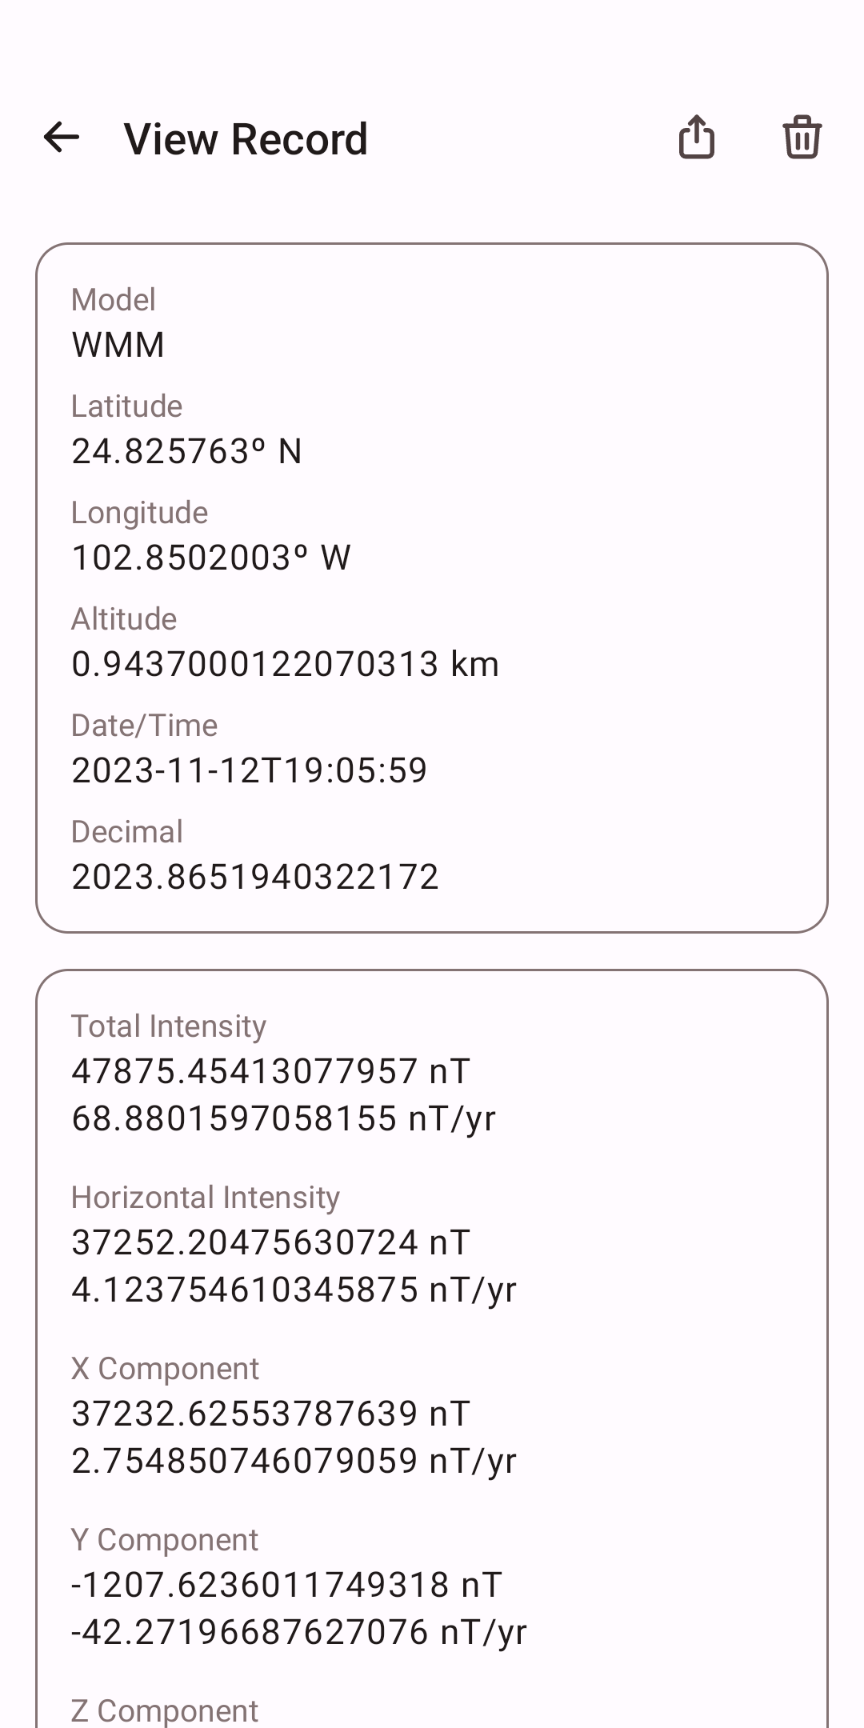 View Record
Model
WMM
Latitude
24.825763º N
Longitude
102.8502003º W
Altitude
0.9437000122070313 km
Date/Time
2023-11-12T19:05:59
Decimal
2023.8651940322172
Total Intensity
47875.45413077957 nT
68.8801597058155 nT/yr
Horizontal Intensity
37252.20475630724 nT
4.123754610345875 nT/yr
X Component
37232.62553787639 nT
2.754850746079059 nT/yr
Y Component
-1207.6236011749318 nT
-42.27196687627076 nT/yr
Z Component